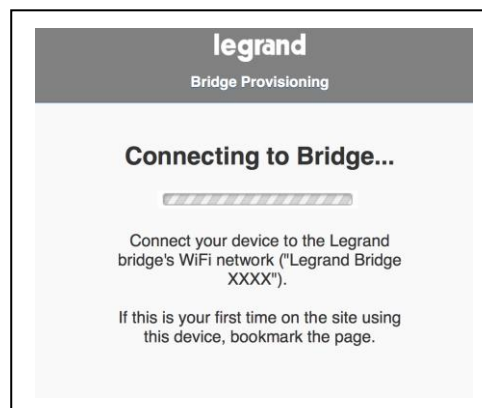 legrand
Bridge Provisioning
Connecting to Bridge...
Connect your device to the Legrand
bridge's WiFi network ("Legrand Bridge
XXXX").
If this is your first time on the site using
this device, bookmark the page.